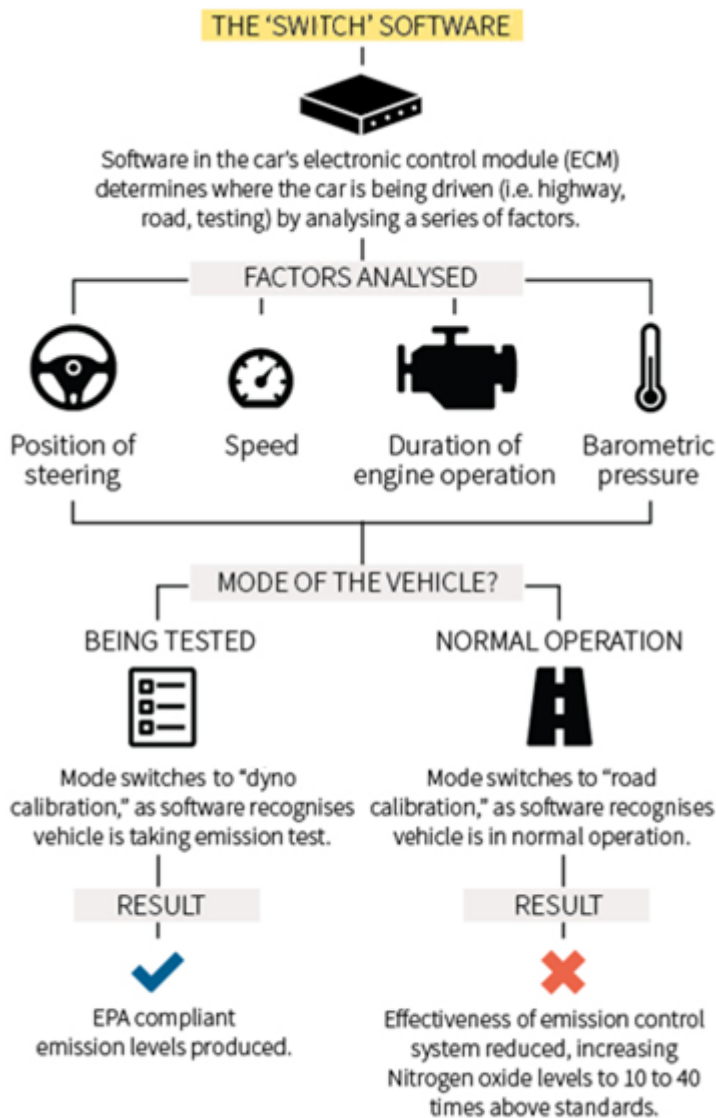 THE 'SWITCH' SOFTWARE
Software in the car's electronic control module (ECM)
determines where the car is being driven (i.e. highway,
road, testing) by analysing a series of factors.
FACTORS ANALYSED
Position of
steering
Speed
Duration of
engine operation
Barometric
pressure
MODE OF THE VEHICLE?
BEING TESTED
Mode switches to “dyno
calibration,” as software recognises
vehicle is taking emission test.
RESULT
EPA compliant
emission levels produced.
NORMAL OPERATION
Mode switches to “road
calibration,” as software recognises
vehicle is in normal operation.
RESULT
Effectiveness of emission control
system reduced, increasing
Nitrogen oxide levels to 10 to 40
times above standards.